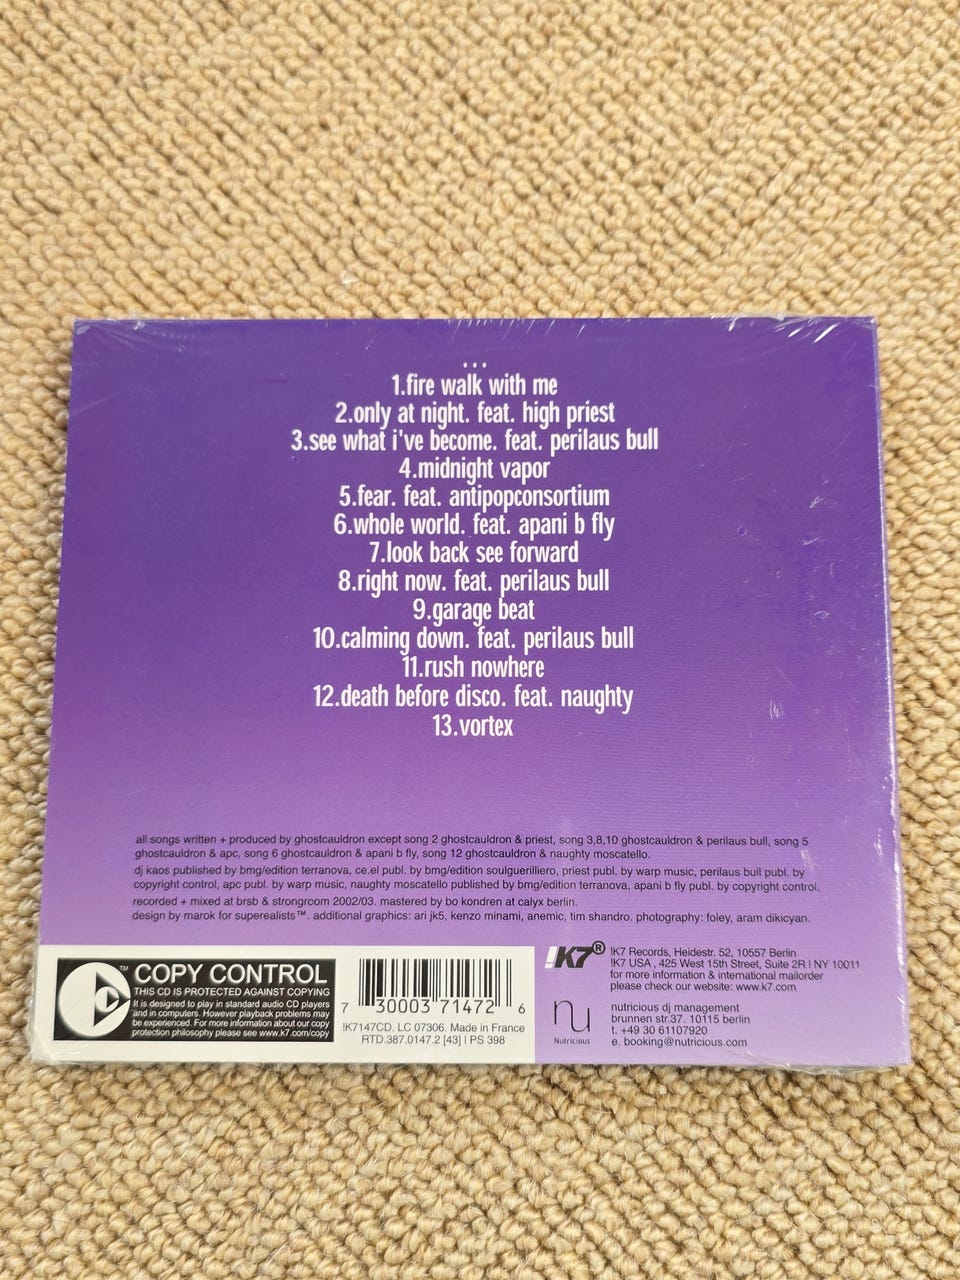 ...
1.fire walk with me
2.only at night. feat. high priest
3.see what i've become. feat. perilaus bull
4.midnight vapor
5.fear. feat. antipopconsortium
6.whole world. feat. apani b fly
7.look back see forward
8.right now. feat. perilaus bull
9.garage beat
10.calming down. feat. perilaus bull
11.rush nowhere
12.death before disco. feat. naughty
13.vortex
all songs written + produced by ghostcauldron except song 2 ghostcauldron & priest, song 3,8,10 ghostcauldron & perilaus bull, song 5
ghostcauldron & apc, song 6 ghostcauldron & apani b fly, song 12 ghostcauldron & naughty moscatello.
dj kaos published by bmg/edition terranova, ce.el publ. by bmg/edition soulguerilliero, priest publ. by warp music, perilaus bull publ. by
copyright control, apc publ. by warp music, naughty moscatello published by bmg/edition terranova, apani b fly publ. by copyright control.
recorded + mixed at brsb & strongroom 2002/03. mastered by bo kondren at calyx berlin.
design by marok for superealists™. additional graphics: ari jk5, kenzo minami, anemic, tim shandro. photography: foley, aram dikicyan.
TM
COPY CONTROL
THIS CD IS PROTECTED AGAINST COPYING
It is designed to play in standard audio CD players
and in computers. However playback problems may
be experienced. For more information about our copy
protection philosophy please see www.k7.com/copy
7 30003 71472 6
!K7147CD. LC 07306. Made in France
RTD.387.0147.2 [43] | PS 398
!K7®
!K7 Records, Heidestr. 52, 10557 Berlin
!K7 USA , 425 West 15th Street, Suite 2R | NY 10011
for more information & international mailorder
please check our website: www.k7.com
nu
Nutricious
nutricious dj management
brunnen str.37. 10115 berlin
t. +49 30 61107920
e. booking@nutricious.com